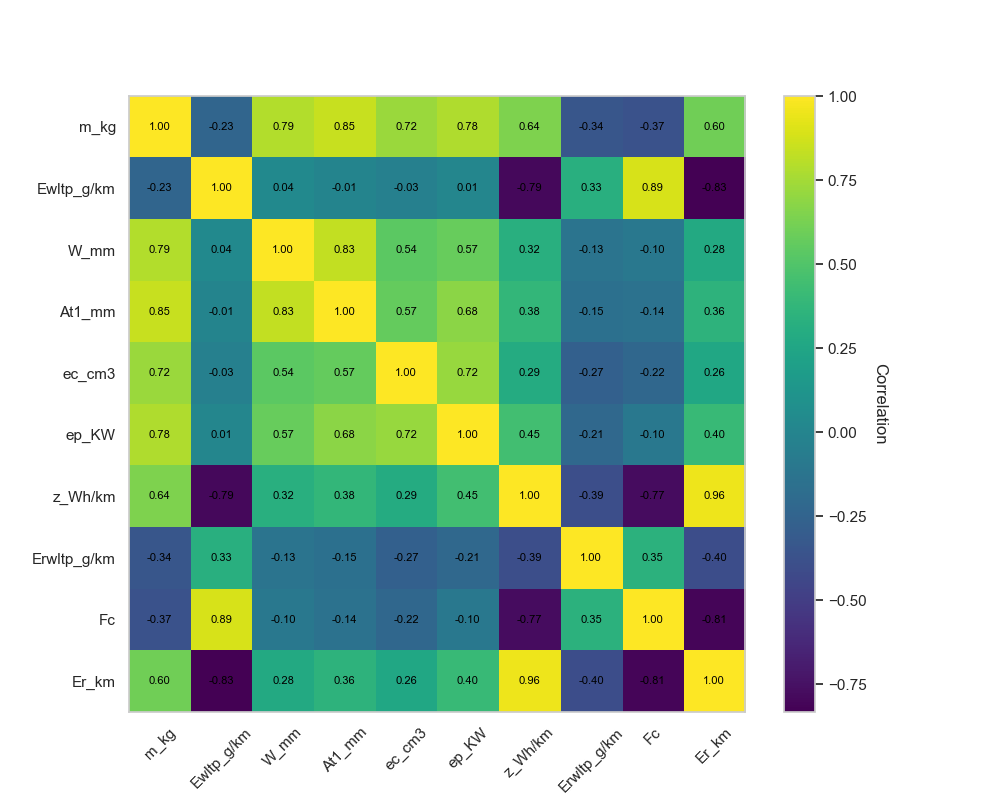 m_kg 1.00 -0.23 0.79 0.85 0.72 0.78 0.64 -0.34 -0.37 0.60
Ewltp_g/km -0.23 1.00 0.04 -0.01 -0.03 0.01 -0.79 0.33 0.89 -0.83
W_mm 0.79 0.04 1.00 0.83 0.54 0.57 0.32 -0.13 -0.10 0.28
At1_mm 0.85 -0.01 0.83 1.00 0.57 0.68 0.38 -0.15 -0.14 0.36
ec_cm3 0.72 -0.03 0.54 0.57 1.00 0.72 0.29 -0.27 -0.22 0.26
ep_KW 0.78 0.01 0.57 0.68 0.72 1.00 0.45 -0.21 -0.10 0.40
z_Wh/km 0.64 -0.79 0.32 0.38 0.29 0.45 1.00 -0.39 -0.77 0.96
Erwltp_g/km -0.34 0.33 -0.13 -0.15 -0.27 -0.21 -0.39 1.00 0.35 -0.40
Fc -0.37 0.89 -0.10 -0.14 -0.22 -0.10 -0.77 0.35 1.00 -0.81
Er_km 0.60 -0.83 0.28 0.36 0.26 0.40 0.96 -0.40 -0.81 1.00
m_kg Ewltp_g/km W_mm At1_mm ec_cm3 ep_KW z_Wh/km Erwltp_g/km Fc Er_km
1.00
0.75
0.50
0.25
0.00
−0.25
−0.50
−0.75
Correlation